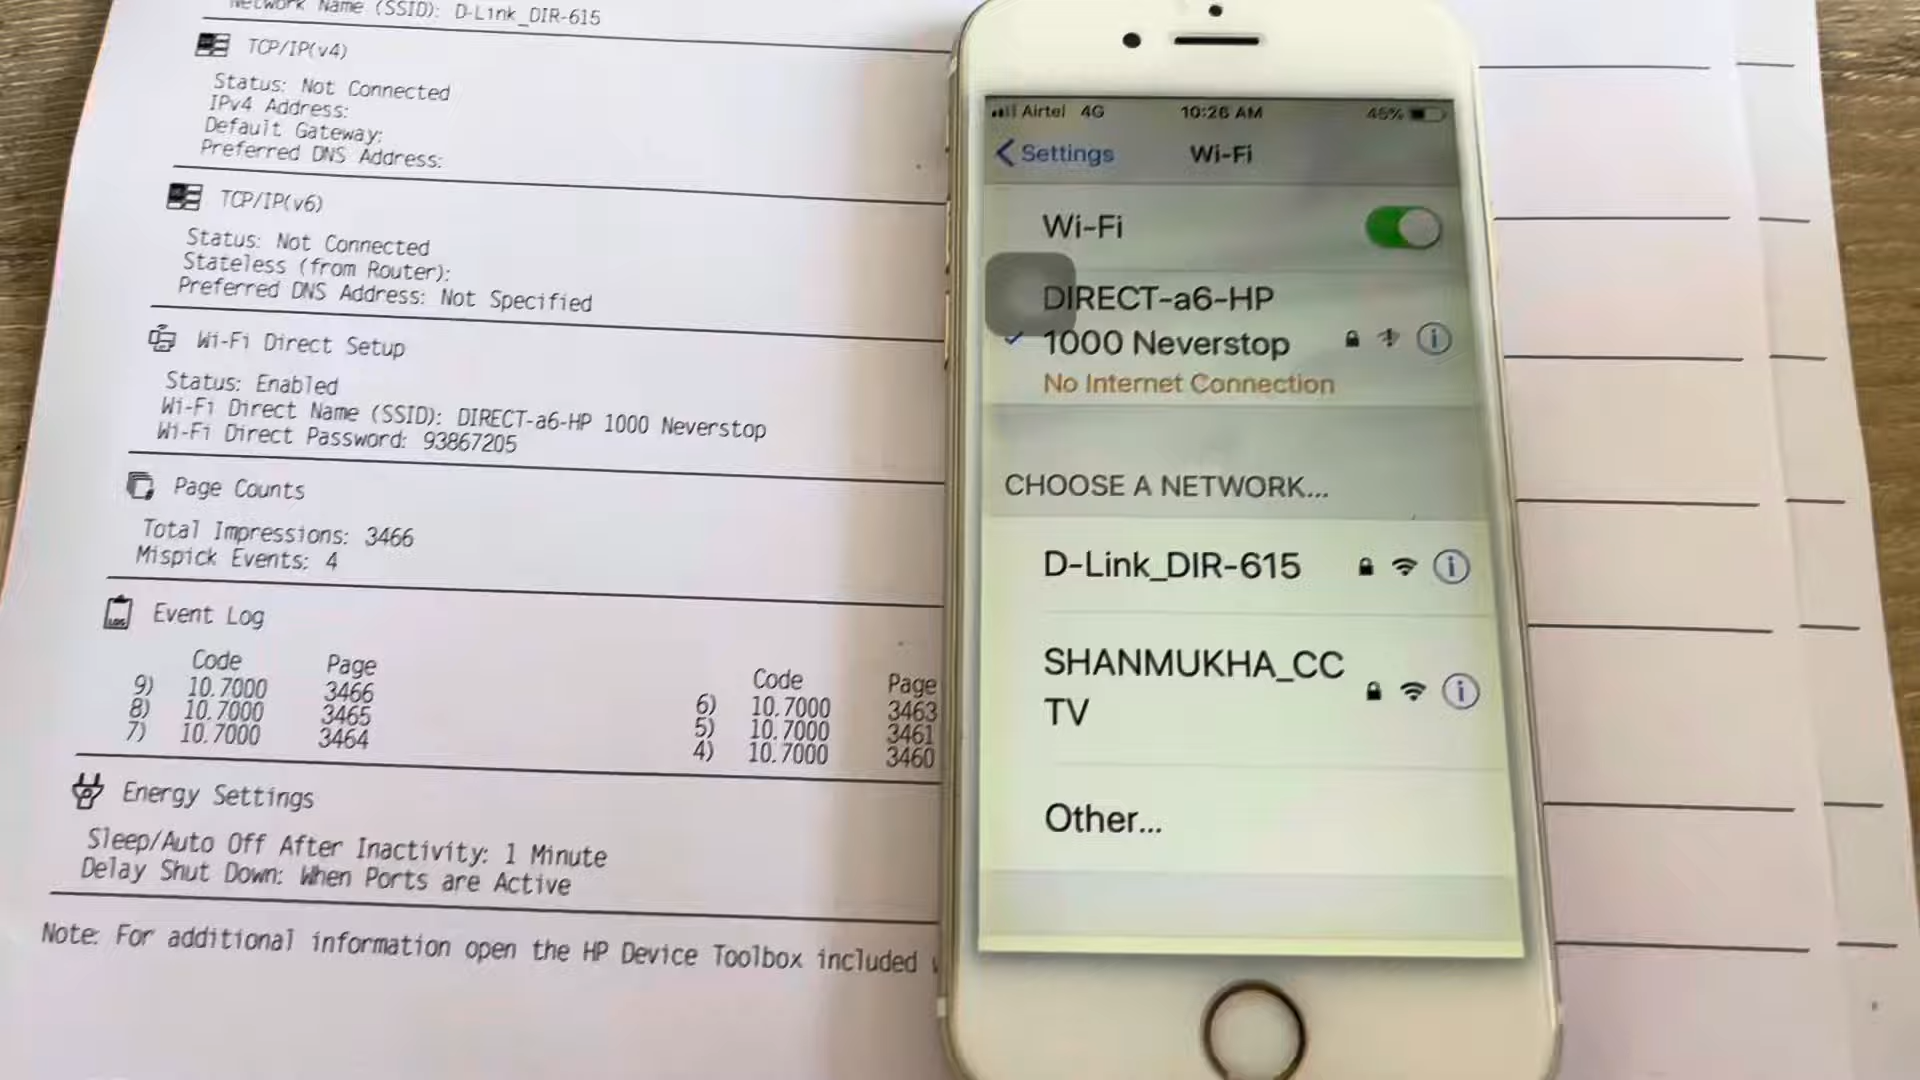 Network Name (SSID): D-Link_DIR-615
TCP/IP(v4)
Status: Not Connected
IPv4 Address:
Default Gateway:
Preferred DNS Address:
TCP/IP(v6)
Status: Not Connected
Stateless (from Router):
Preferred DNS Address: Not Specified
Wi-Fi Direct Setup
Status: Enabled
Wi-Fi Direct Name (SSID): DIRECT-a6-HP 1000 Neverstop
Wi-Fi Direct Password: 93867205
Page Counts
Total Impressions: 3466
Mispick Events: 4
Event Log
Code Page
9) 10.7000 3466
8) 10.7000 3465
7) 10.7000 3464
Code Page
6) 10.7000 3463
5) 10.7000 3461
4) 10.7000 3460
Energy Settings
Sleep/Auto Off After Inactivity: 1 Minute
Delay Shut Down: When Ports are Active
Note: For additional information open the HP Device Toolbox included
Airtel 4G 10:26 AM 45%
Settings Wi-Fi
Wi-Fi
DIRECT-a6-HP
1000 Neverstop
No Internet Connection
CHOOSE A NETWORK...
D-Link_DIR-615
SHANMUKHA_CC
TV
Other...